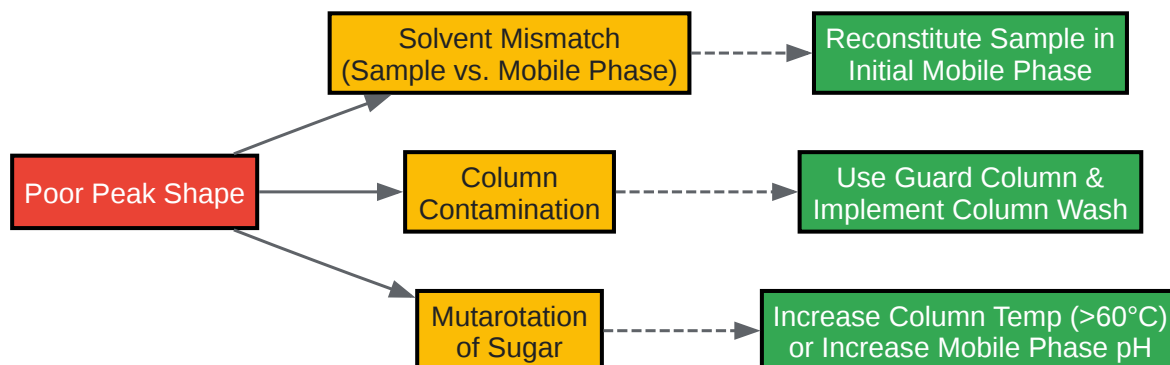 Poor Peak Shape
Solvent Mismatch
(Sample vs. Mobile Phase)
Reconstitute Sample in
Initial Mobile Phase
Column
Contamination
Use Guard Column &
Implement Column Wash
Mutarotation
of Sugar
Increase Column Temp (>60°C)
or Increase Mobile Phase pH